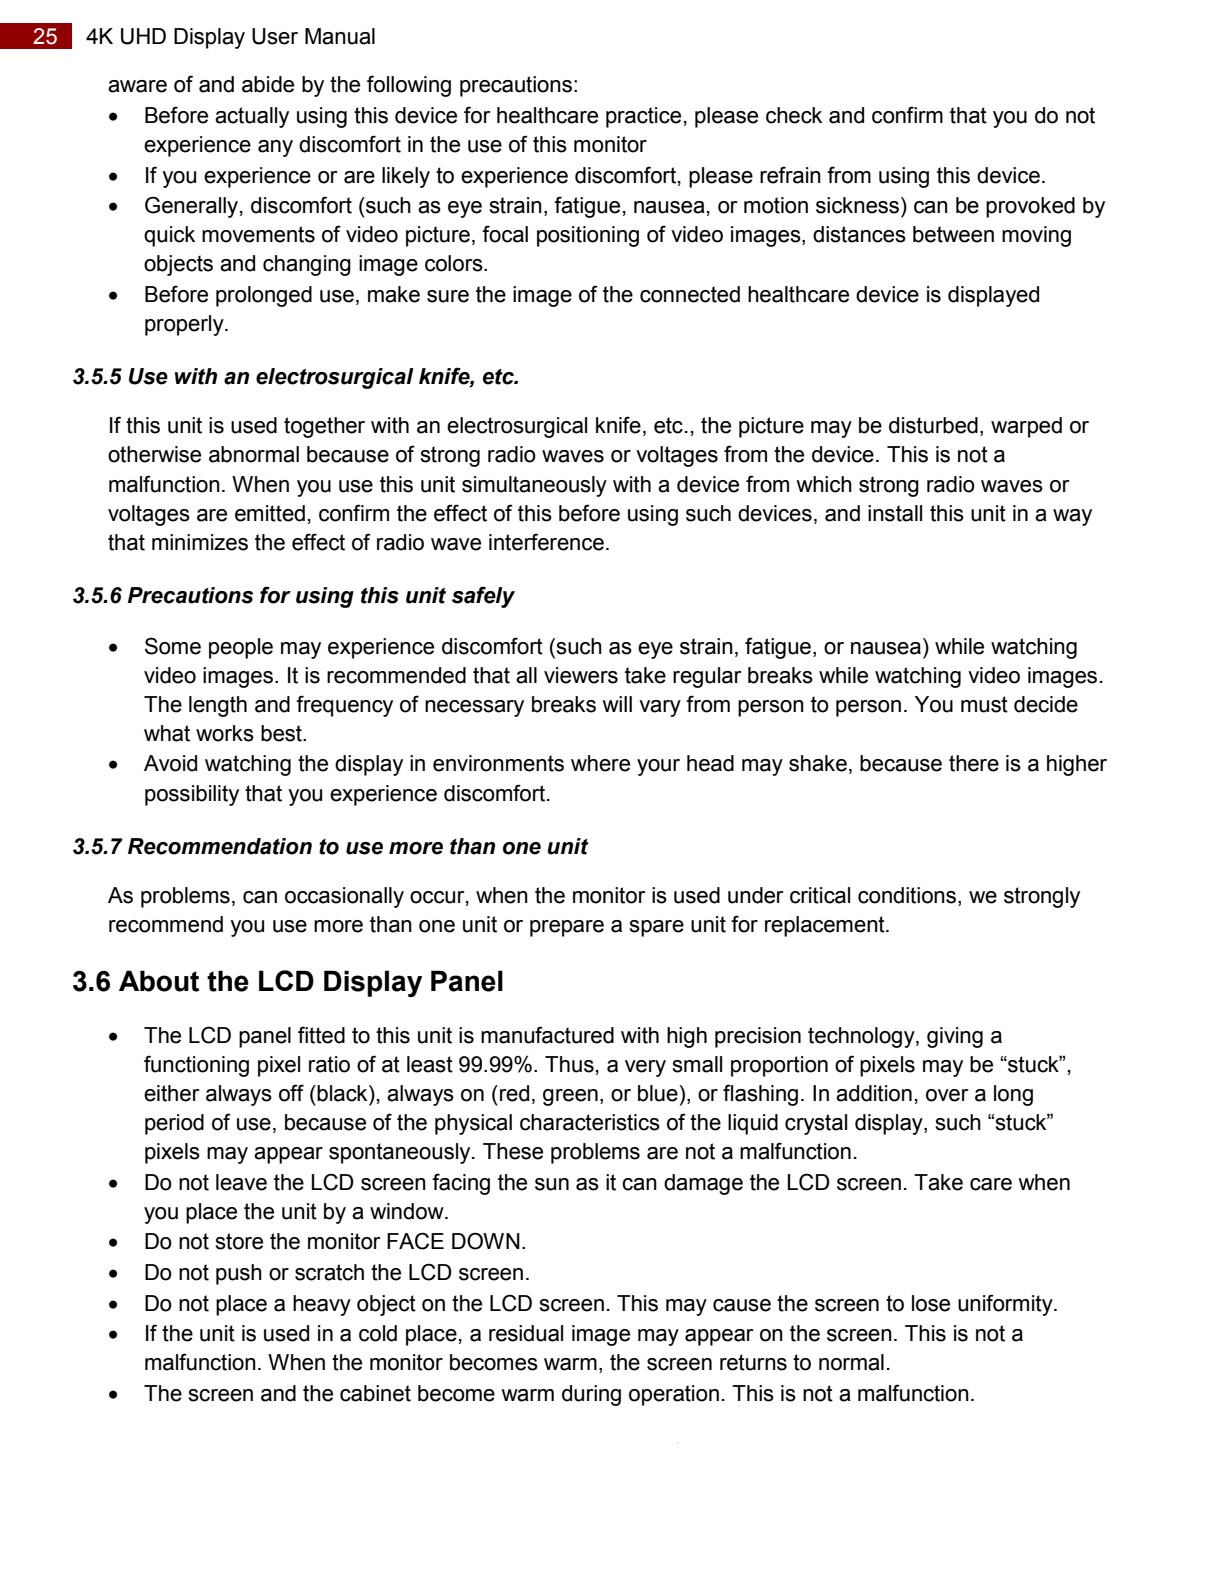 25 4K UHD Display User Manual
aware of and abide by the following precautions:
• Before actually using this device for healthcare practice, please check and confirm that you do not
experience any discomfort in the use of this monitor
• If you experience or are likely to experience discomfort, please refrain from using this device.
• Generally, discomfort (such as eye strain, fatigue, nausea, or motion sickness) can be provoked by
quick movements of video picture, focal positioning of video images, distances between moving
objects and changing image colors.
• Before prolonged use, make sure the image of the connected healthcare device is displayed
properly.
3.5.5 Use with an electrosurgical knife, etc.
If this unit is used together with an electrosurgical knife, etc., the picture may be disturbed, warped or
otherwise abnormal because of strong radio waves or voltages from the device. This is not a
malfunction. When you use this unit simultaneously with a device from which strong radio waves or
voltages are emitted, confirm the effect of this before using such devices, and install this unit in a way
that minimizes the effect of radio wave interference.
3.5.6 Precautions for using this unit safely
• Some people may experience discomfort (such as eye strain, fatigue, or nausea) while watching
video images. It is recommended that all viewers take regular breaks while watching video images.
The length and frequency of necessary breaks will vary from person to person. You must decide
what works best.
• Avoid watching the display in environments where your head may shake, because there is a higher
possibility that you experience discomfort.
3.5.7 Recommendation to use more than one unit
As problems, can occasionally occur, when the monitor is used under critical conditions, we strongly
recommend you use more than one unit or prepare a spare unit for replacement.
3.6 About the LCD Display Panel
• The LCD panel fitted to this unit is manufactured with high precision technology, giving a
functioning pixel ratio of at least 99.99%. Thus, a very small proportion of pixels may be “stuck”,
either always off (black), always on (red, green, or blue), or flashing. In addition, over a long
period of use, because of the physical characteristics of the liquid crystal display, such “stuck”
pixels may appear spontaneously. These problems are not a malfunction.
• Do not leave the LCD screen facing the sun as it can damage the LCD screen. Take care when
you place the unit by a window.
• Do not store the monitor FACE DOWN.
• Do not push or scratch the LCD screen.
• Do not place a heavy object on the LCD screen. This may cause the screen to lose uniformity.
• If the unit is used in a cold place, a residual image may appear on the screen. This is not a
malfunction. When the monitor becomes warm, the screen returns to normal.
• The screen and the cabinet become warm during operation. This is not a malfunction.